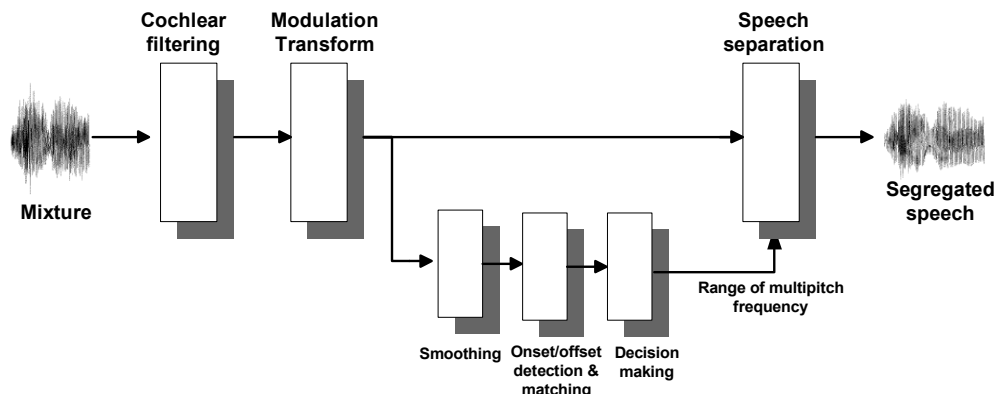 Cochlear
filtering
Modulation
Transform
Speech
separation
Mixture
Segregated
speech
Range of multipitch
frequency
Smoothing
Onset/offset
detection &
matching
Decision
making